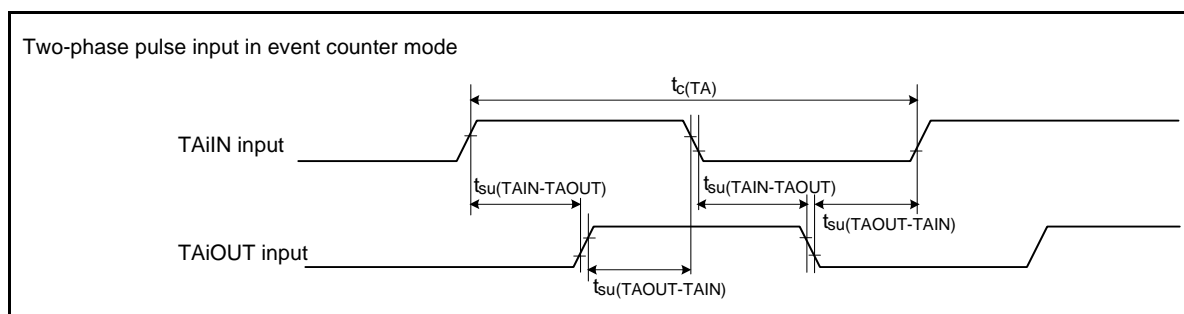 Two-phase pulse input in event counter mode
tc(TA)
TAiIN input
tsu(TAIN-TAOUT)
tsu(TAIN-TAOUT)
tsu(TAOUT-TAIN)
TAiOUT input
tsu(TAOUT-TAIN)